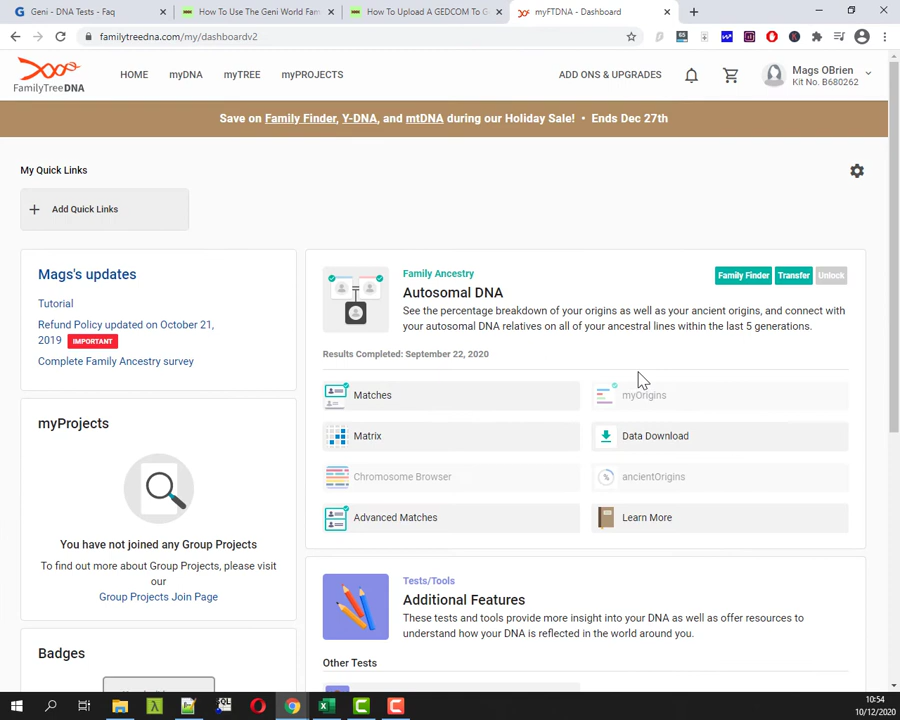 Geni - DNA Tests - Faq
How To Use The Geni World Fam
How To Upload A GEDCOM To G
myFTDNA - Dashboard
familytreedna.com/my/dashboardv2
FamilyTreeDNA
HOME
myDNA
myTREE
myPROJECTS
ADD ONS & UPGRADES
Mags OBrien
Kit No. B680262
Save on Family Finder, Y-DNA, and mtDNA during our Holiday Sale! • Ends Dec 27th
My Quick Links
Add Quick Links
Mags's updates
Tutorial
Refund Policy updated on October 21,
2019 IMPORTANT
Complete Family Ancestry survey
myProjects
You have not joined any Group Projects
To find out more about Group Projects, please visit
our
Group Projects Join Page
Badges
Family Ancestry
Family Finder Transfer Unlock
Autosomal DNA
See the percentage breakdown of your origins as well as your ancient origins, and connect with
your autosomal DNA relatives on all of your ancestral lines within the last 5 generations.
Results Completed: September 22, 2020
Matches
myOrigins
Matrix
Data Download
Chromosome Browser
ancientOrigins
Advanced Matches
Learn More
Tests/Tools
Additional Features
These tests and tools provide more insight into your DNA as well as offer resources to
understand how your DNA is reflected in the world around you.
Other Tests
10:54
10/12/2020